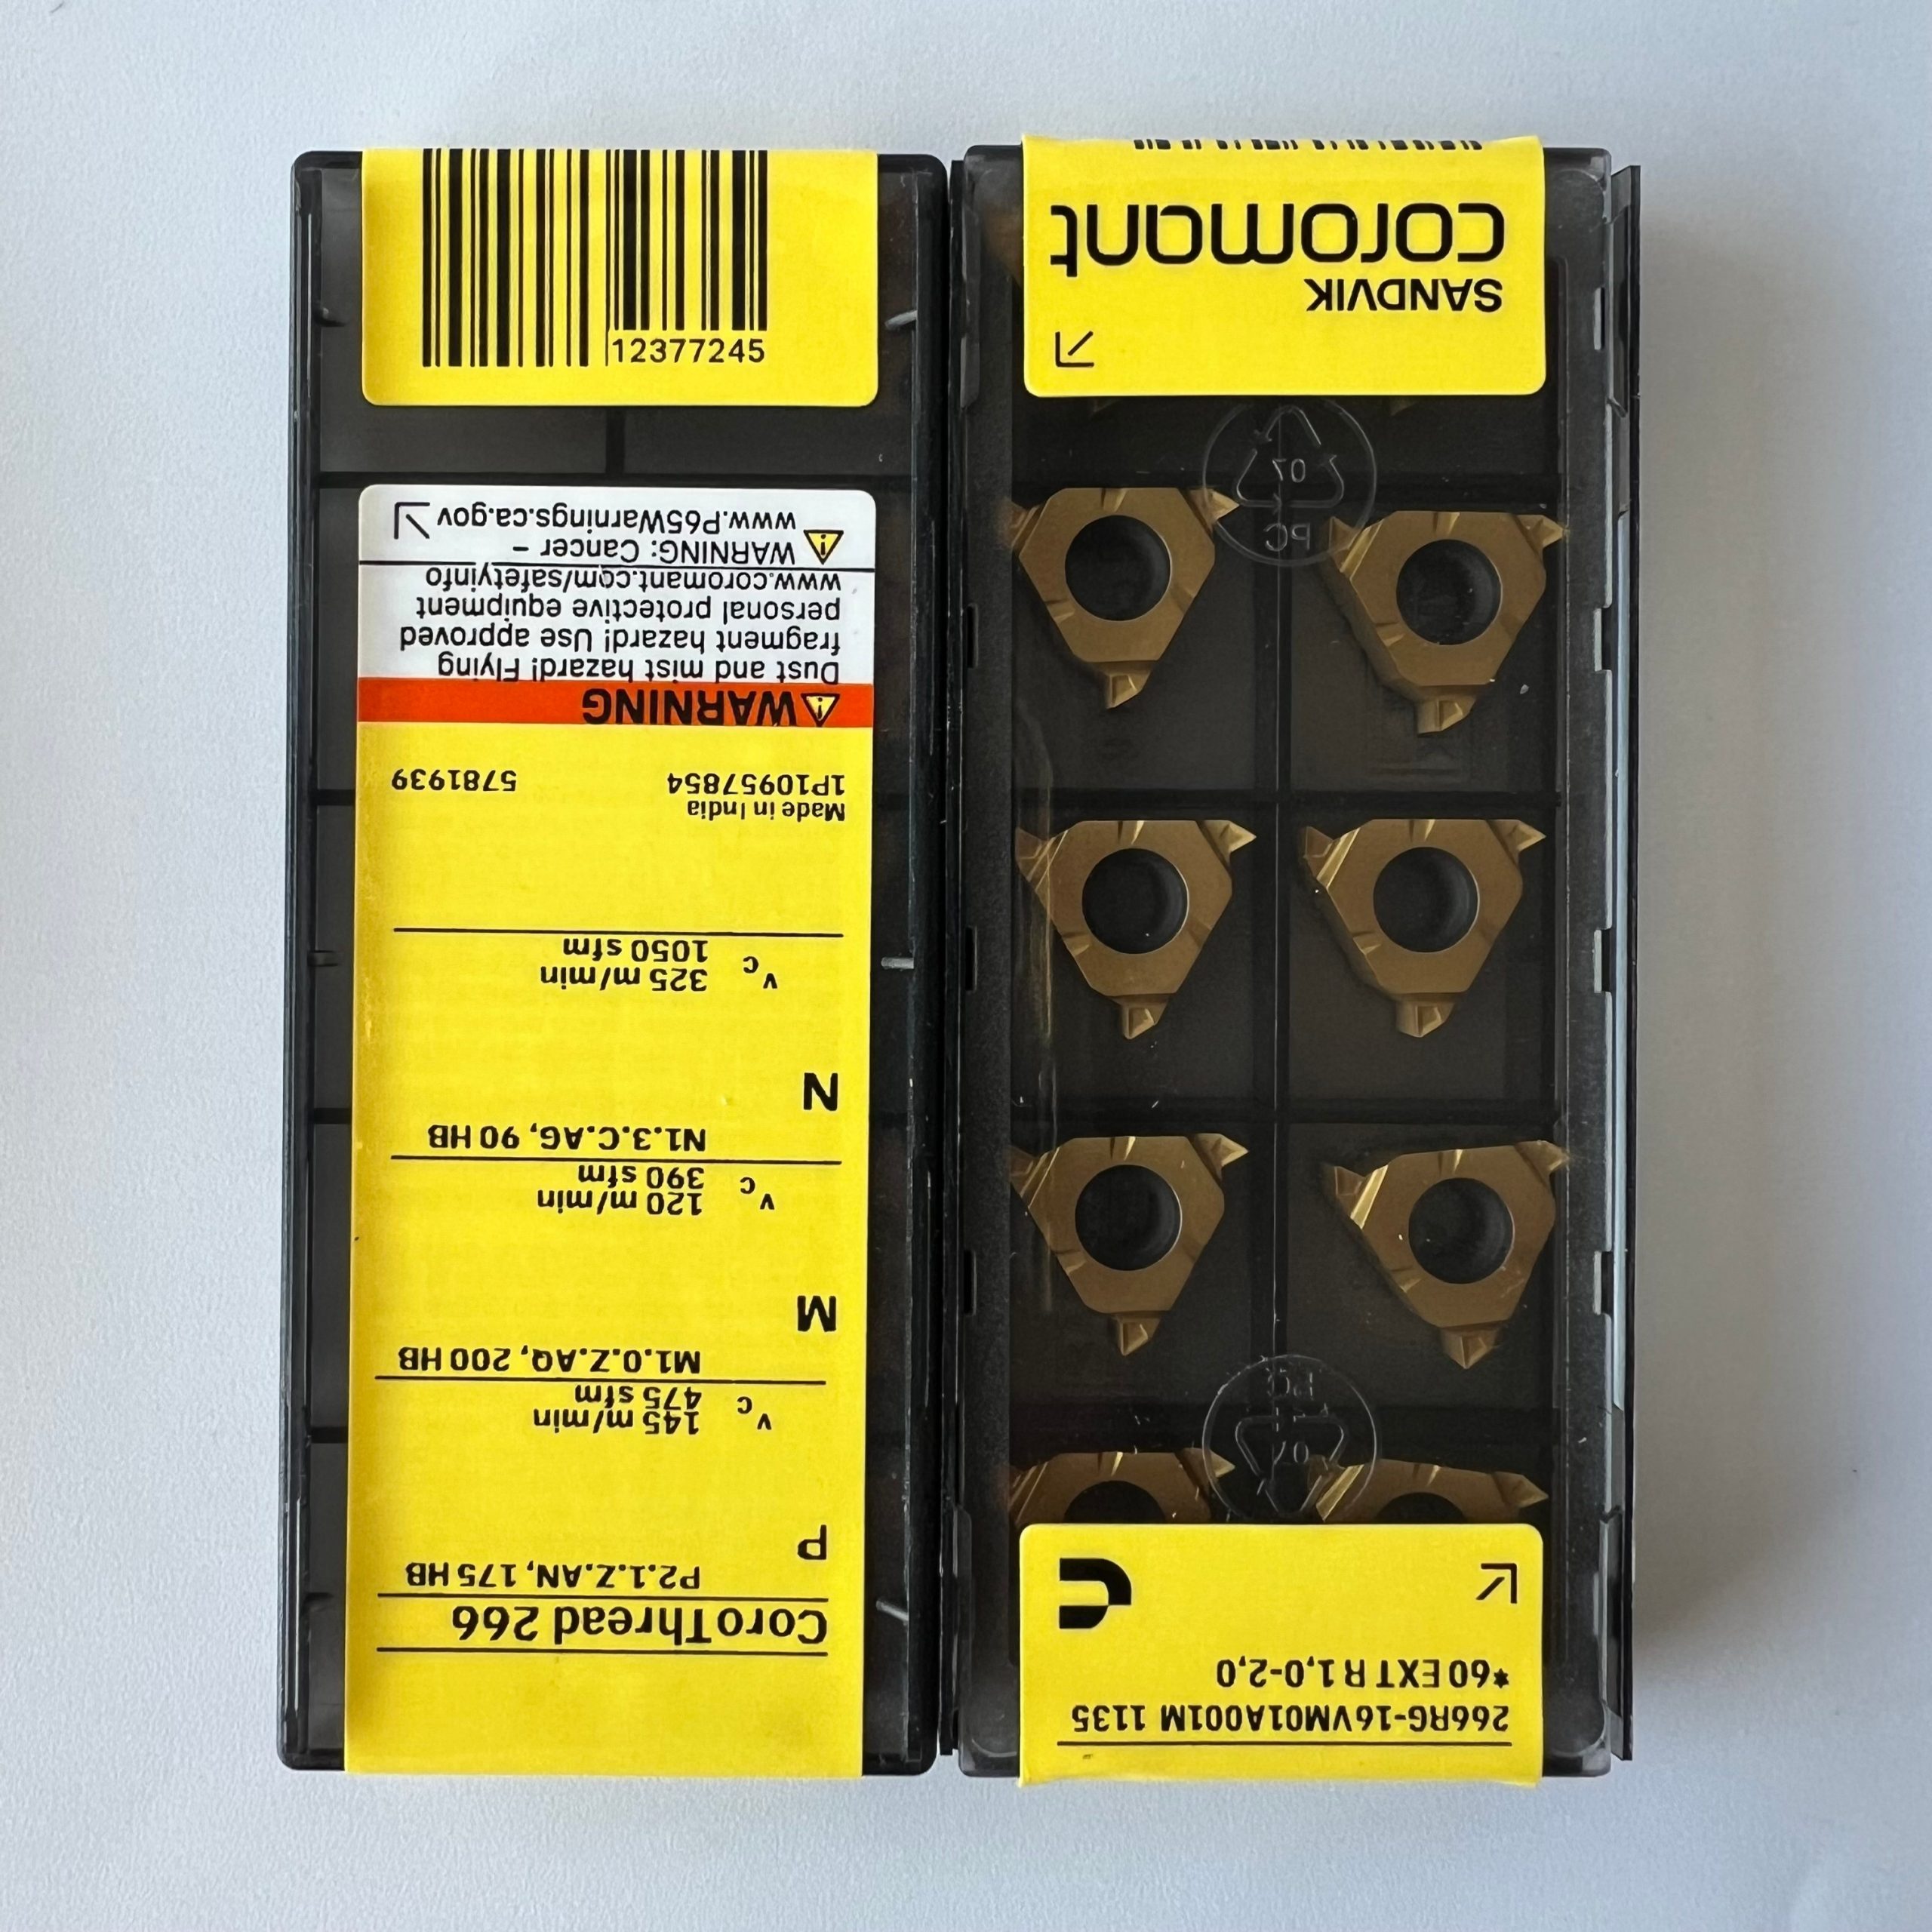 12377245
CoroThread 266
P2.1.Z.AN, 175 HB
P
vc 145 m/min
475 sfm
M1.0.Z.AQ, 200 HB
M
vc 120 m/min
390 sfm
N1.3.C.AG, 90 HB
N
vc 325 m/min
1050 sfm
Made in India
1P10957854 5781939
WARNING
Dust and mist hazard! Flying
fragment hazard! Use approved
personal protective equipment
www.coromant.com/safetyinfo
WARNING: Cancer –
www.P65Warnings.ca.gov
266RG-16VM01A001M 1135
*60 EXT R 1,0-2,0
07
PC
07
PC
SANDVIK
coromant